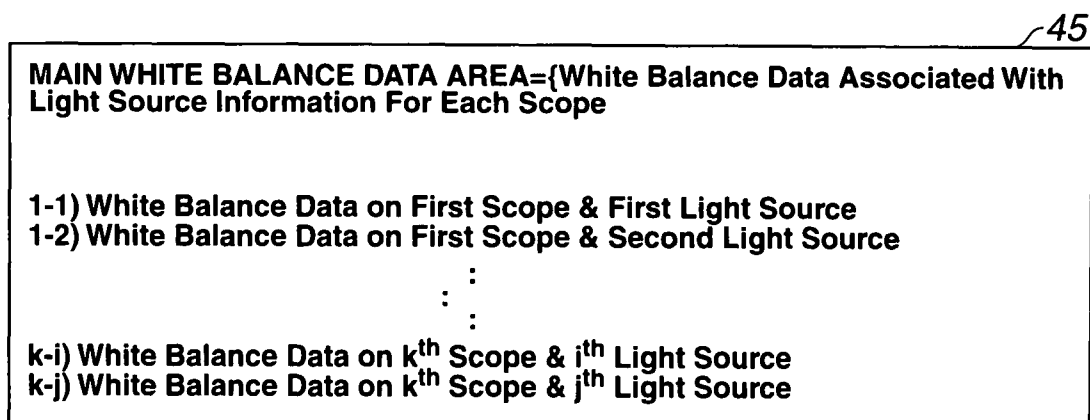 45
MAIN WHITE BALANCE DATA AREA={White Balance Data Associated With
Light Source Information For Each Scope
1-1) White Balance Data on First Scope & First Light Source
1-2) White Balance Data on First Scope & Second Light Source
:
:
:
k-i) White Balance Data on kth Scope & ith Light Source
k-j) White Balance Data on kth Scope & jth Light Source